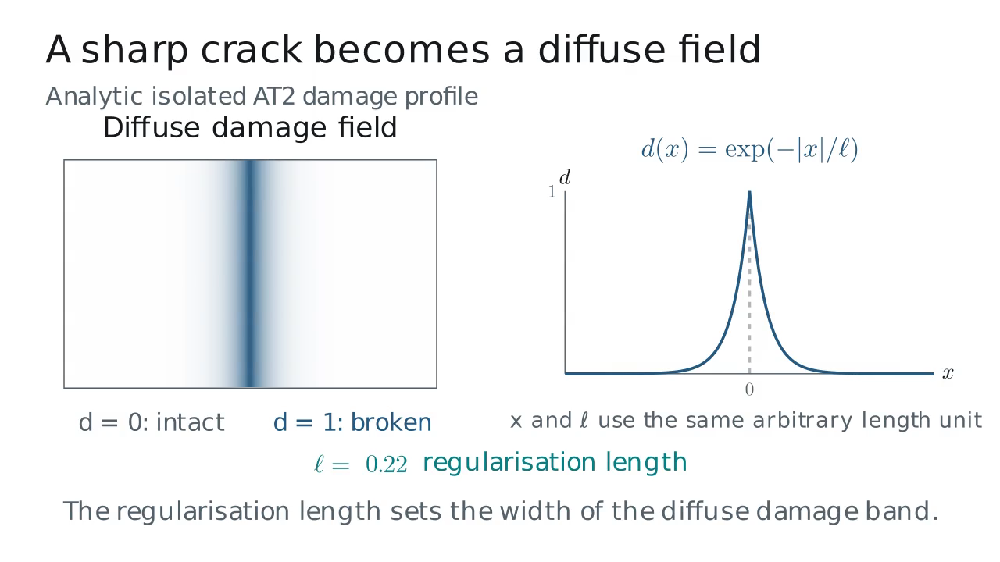 A sharp crack becomes a diffuse field
Analytic isolated AT2 damage profile
Diffuse damage field
d(x) = exp(−|x|/ℓ)
d
1
x
0
d = 0: intact d = 1: broken
x and ℓ use the same arbitrary length unit
ℓ = 0.22 regularisation length
The regularisation length sets the width of the diffuse damage band.